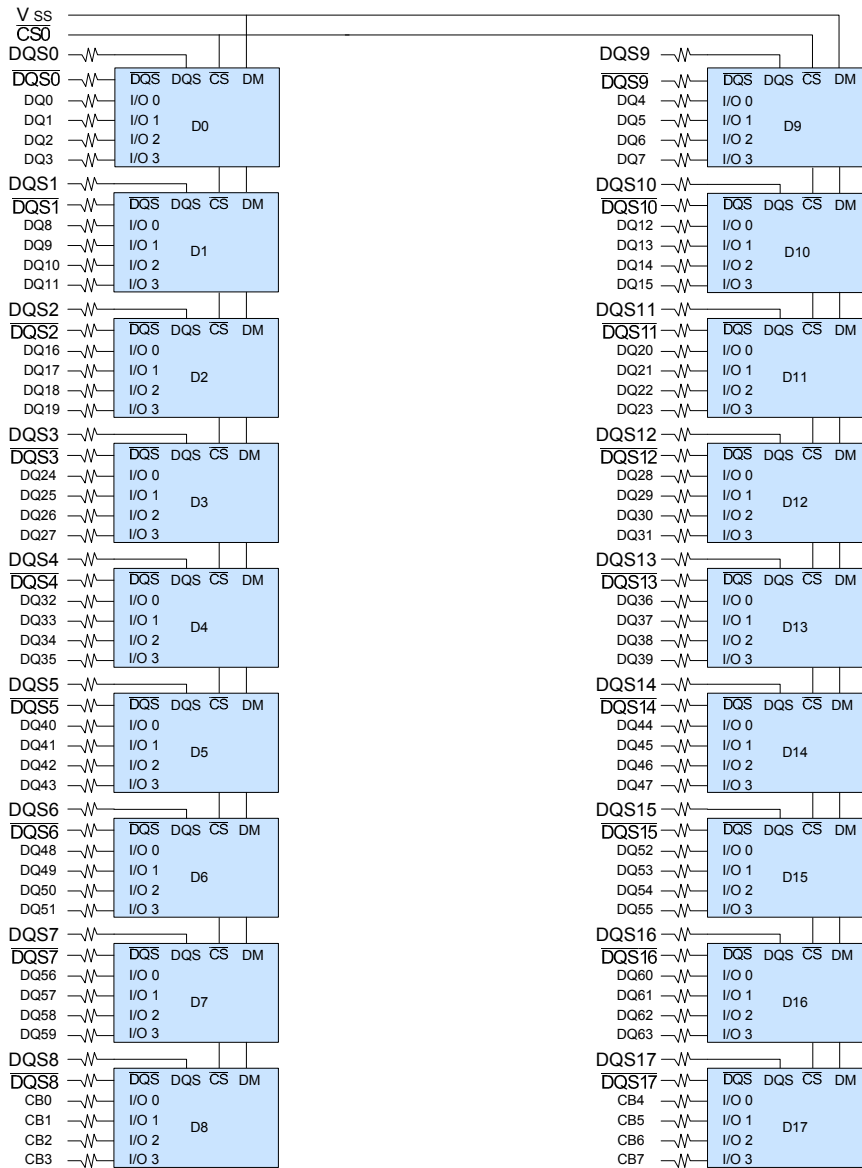 V SS
CS0
DQS0
DQS0 DQS DQS CS DM
DQ0 I/O 0
DQ1 I/O 1 D0
DQ2 I/O 2
DQ3 I/O 3
DQS1
DQS1 DQS DQS CS DM
DQ8 I/O 0
DQ9 I/O 1 D1
DQ10 I/O 2
DQ11 I/O 3
DQS2
DQS2 DQS DQS CS DM
DQ16 I/O 0
DQ17 I/O 1 D2
DQ18 I/O 2
DQ19 I/O 3
DQS3
DQS3 DQS DQS CS DM
DQ24 I/O 0
DQ25 I/O 1 D3
DQ26 I/O 2
DQ27 I/O 3
DQS4
DQS4 DQS DQS CS DM
DQ32 I/O 0
DQ33 I/O 1 D4
DQ34 I/O 2
DQ35 I/O 3
DQS5
DQS5 DQS DQS CS DM
DQ40 I/O 0
DQ41 I/O 1 D5
DQ42 I/O 2
DQ43 I/O 3
DQS6
DQS6 DQS DQS CS DM
DQ48 I/O 0
DQ49 I/O 1 D6
DQ50 I/O 2
DQ51 I/O 3
DQS7
DQS7 DQS DQS CS DM
DQ56 I/O 0
DQ57 I/O 1 D7
DQ58 I/O 2
DQ59 I/O 3
DQS8
DQS8 DQS DQS CS DM
CB0 I/O 0
CB1 I/O 1 D8
CB2 I/O 2
CB3 I/O 3
DQS9
DQS9 DQS DQS CS DM
DQ4 I/O 0
DQ5 I/O 1 D9
DQ6 I/O 2
DQ7 I/O 3
DQS10
DQS10 DQS DQS CS DM
DQ12 I/O 0
DQ13 I/O 1 D10
DQ14 I/O 2
DQ15 I/O 3
DQS11
DQS11 DQS DQS CS DM
DQ20 I/O 0
DQ21 I/O 1 D11
DQ22 I/O 2
DQ23 I/O 3
DQS12
DQS12 DQS DQS CS DM
DQ28 I/O 0
DQ29 I/O 1 D12
DQ30 I/O 2
DQ31 I/O 3
DQS13
DQS13 DQS DQS CS DM
DQ36 I/O 0
DQ37 I/O 1 D13
DQ38 I/O 2
DQ39 I/O 3
DQS14
DQS14 DQS DQS CS DM
DQ44 I/O 0
DQ45 I/O 1 D14
DQ46 I/O 2
DQ47 I/O 3
DQS15
DQS15 DQS DQS CS DM
DQ52 I/O 0
DQ53 I/O 1 D15
DQ54 I/O 2
DQ55 I/O 3
DQS16
DQS16 DQS DQS CS DM
DQ60 I/O 0
DQ61 I/O 1 D16
DQ62 I/O 2
DQ63 I/O 3
DQS17
DQS17 DQS DQS CS DM
CB4 I/O 0
CB5 I/O 1 D17
CB6 I/O 2
CB7 I/O 3